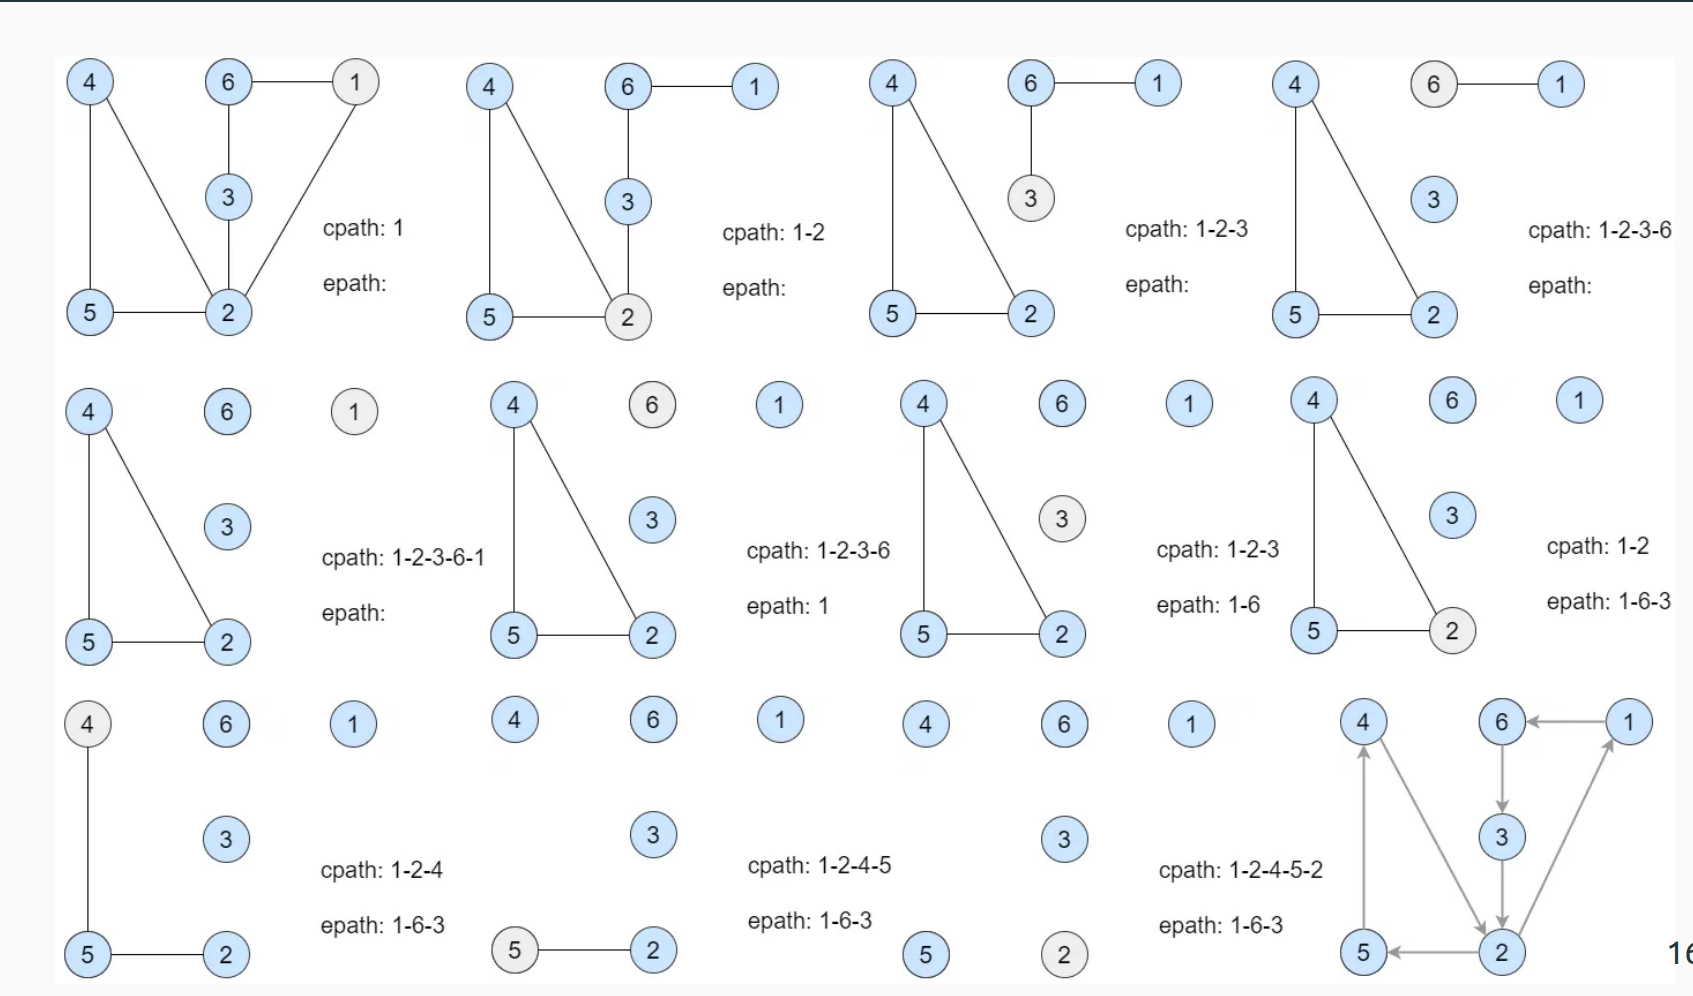 4 6 1
3
5 2
cpath: 1
epath:
4 6 1
3
5 2
cpath: 1-2
epath:
4 6 1
3
5 2
cpath: 1-2-3
epath:
4 6 1
3
5 2
cpath: 1-2-3-6
epath:
4 6 1
3
5 2
cpath: 1-2-3-6-1
epath:
4 6 1
3
5 2
cpath: 1-2-3-6
epath: 1
4 6 1
3
5 2
cpath: 1-2-3
epath: 1-6
4 6 1
3
5 2
cpath: 1-2
epath: 1-6-3
4 6 1
3
5 2
cpath: 1-2-4
epath: 1-6-3
4 6 1
3
5 2
cpath: 1-2-4-5
epath: 1-6-3
4 6 1
3
5 2
cpath: 1-2-4-5-2
epath: 1-6-3
4 6 1
3
5 2